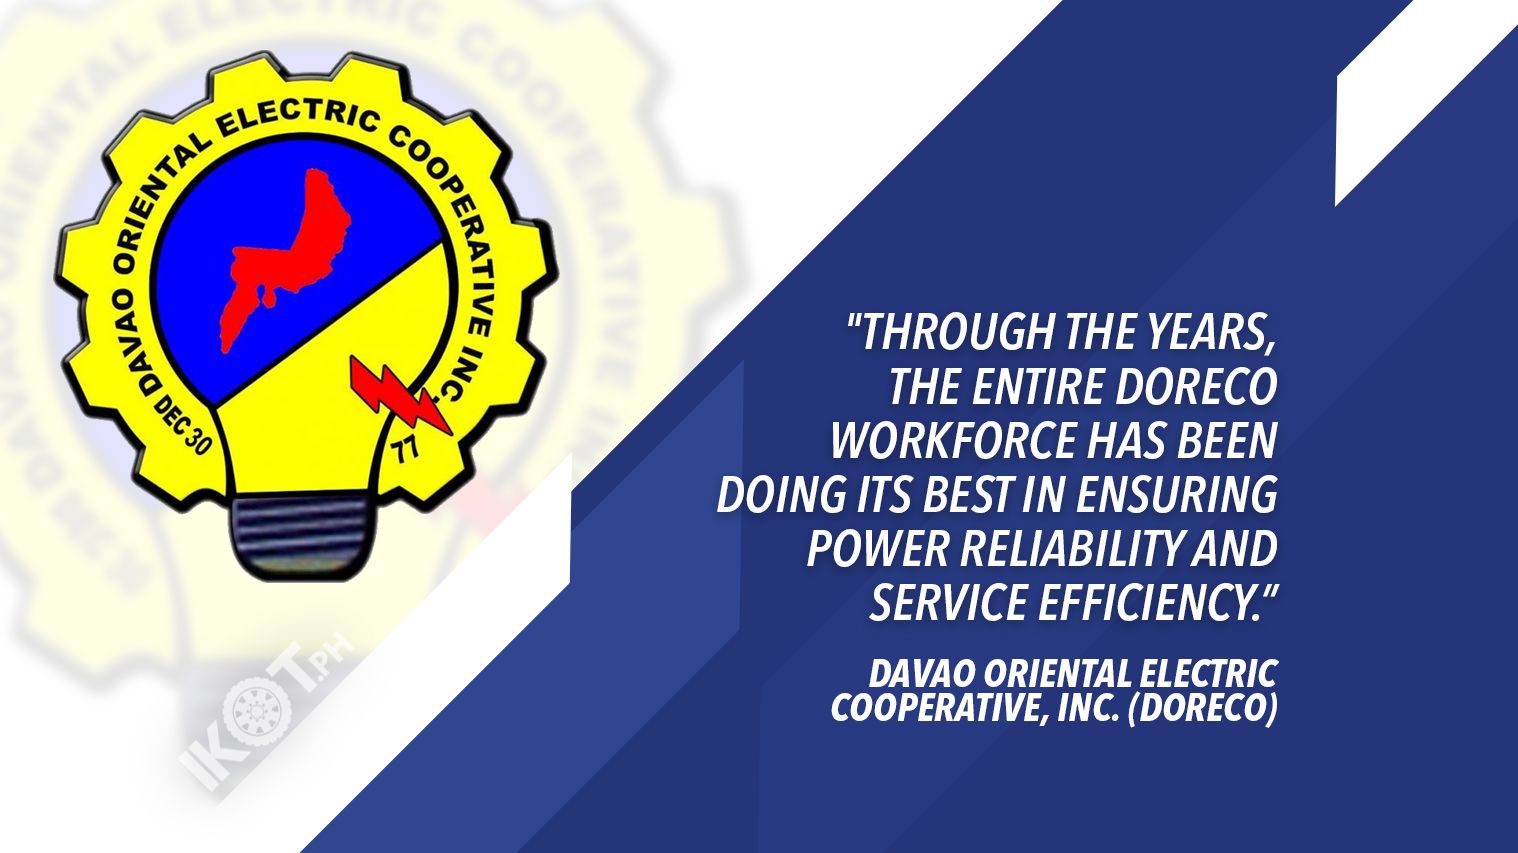 DAVAO ORIENTAL ELECTRIC COOPERATIVE INC.
DEC 30
77
"THROUGH THE YEARS,
THE ENTIRE DORECO
WORKFORCE HAS BEEN
DOING ITS BEST IN ENSURING
POWER RELIABILITY AND
SERVICE EFFICIENCY.”
DAVAO ORIENTAL ELECTRIC
COOPERATIVE, INC. (DORECO)
IKOT.PH